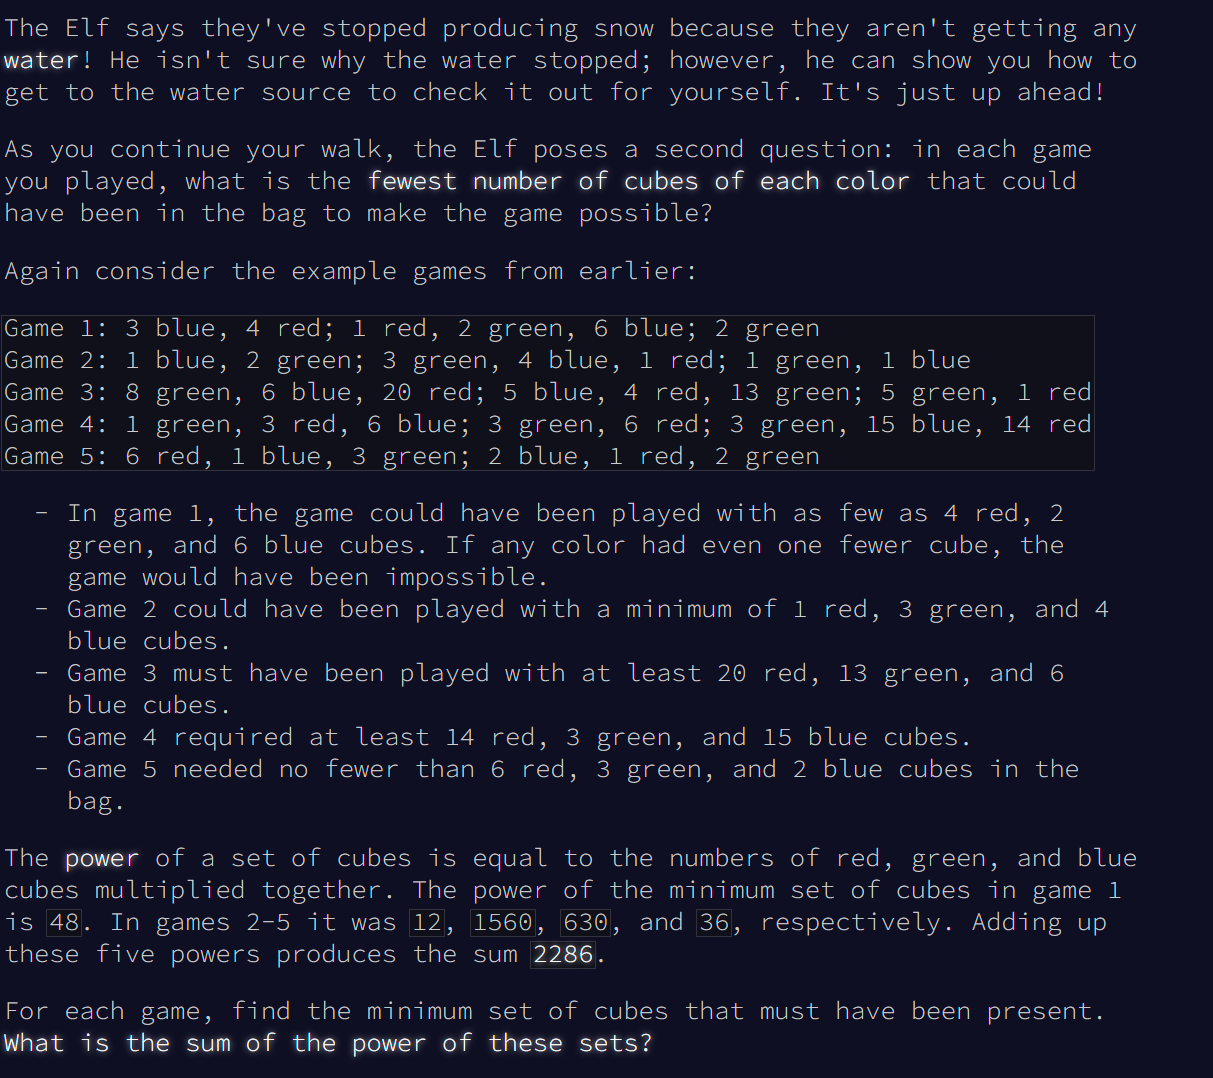 The Elf says they've stopped producing snow because they aren't getting any
water! He isn't sure why the water stopped; however, he can show you how to
get to the water source to check it out for yourself. It's just up ahead!
As you continue your walk, the Elf poses a second question: in each game
you played, what is the fewest number of cubes of each color that could
have been in the bag to make the game possible?
Again consider the example games from earlier:
Game 1: 3 blue, 4 red; 1 red, 2 green, 6 blue; 2 green
Game 2: 1 blue, 2 green; 3 green, 4 blue, 1 red; 1 green, 1 blue
Game 3: 8 green, 6 blue, 20 red; 5 blue, 4 red, 13 green; 5 green, 1 red
Game 4: 1 green, 3 red, 6 blue; 3 green, 6 red; 3 green, 15 blue, 14 red
Game 5: 6 red, 1 blue, 3 green; 2 blue, 1 red, 2 green
- In game 1, the game could have been played with as few as 4 red, 2
green, and 6 blue cubes. If any color had even one fewer cube, the
game would have been impossible.
- Game 2 could have been played with a minimum of 1 red, 3 green, and 4
blue cubes.
- Game 3 must have been played with at least 20 red, 13 green, and 6
blue cubes.
- Game 4 required at least 14 red, 3 green, and 15 blue cubes.
- Game 5 needed no fewer than 6 red, 3 green, and 2 blue cubes in the
bag.
The power of a set of cubes is equal to the numbers of red, green, and blue
cubes multiplied together. The power of the minimum set of cubes in game 1
is 48. In games 2-5 it was 12, 1560, 630, and 36, respectively. Adding up
these five powers produces the sum 2286.
For each game, find the minimum set of cubes that must have been present.
What is the sum of the power of these sets?